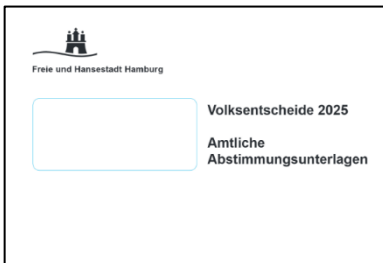 Freie und Hansestadt Hamburg
Volksentscheide 2025
Amtliche
Abstimmungsunterlagen